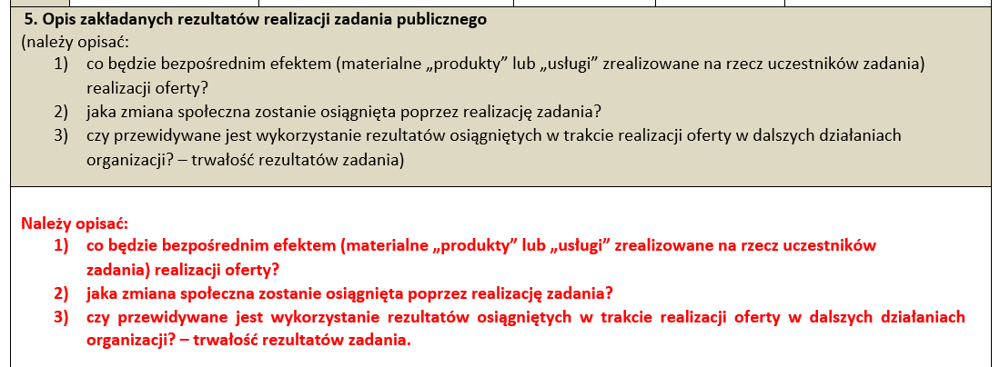 5. Opis zakładanych rezultatów realizacji zadania publicznego
(należy opisać:
1) co będzie bezpośrednim efektem (materialne „produkty” lub „usługi” zrealizowane na rzecz uczestników zadania)
realizacji oferty?
2) jaka zmiana społeczna zostanie osiągnięta poprzez realizację zadania?
3) czy przewidywane jest wykorzystanie rezultatów osiągniętych w trakcie realizacji oferty w dalszych działaniach
organizacji? – trwałość rezultatów zadania)
Należy opisać:
1) co będzie bezpośrednim efektem (materialne „produkty” lub „usługi” zrealizowane na rzecz uczestników
zadania) realizacji oferty?
2) jaka zmiana społeczna zostanie osiągnięta poprzez realizację zadania?
3) czy przewidywane jest wykorzystanie rezultatów osiągniętych w trakcie realizacji oferty w dalszych działaniach
organizacji? – trwałość rezultatów zadania.